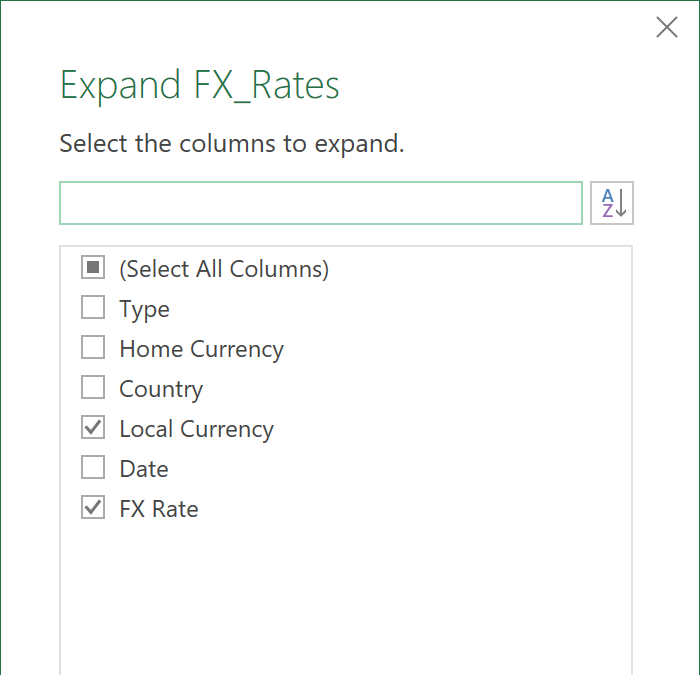 Expand FX_Rates
Select the columns to expand.
A
Z
(Select All Columns)
Type
Home Currency
Country
Local Currency
Date
FX Rate